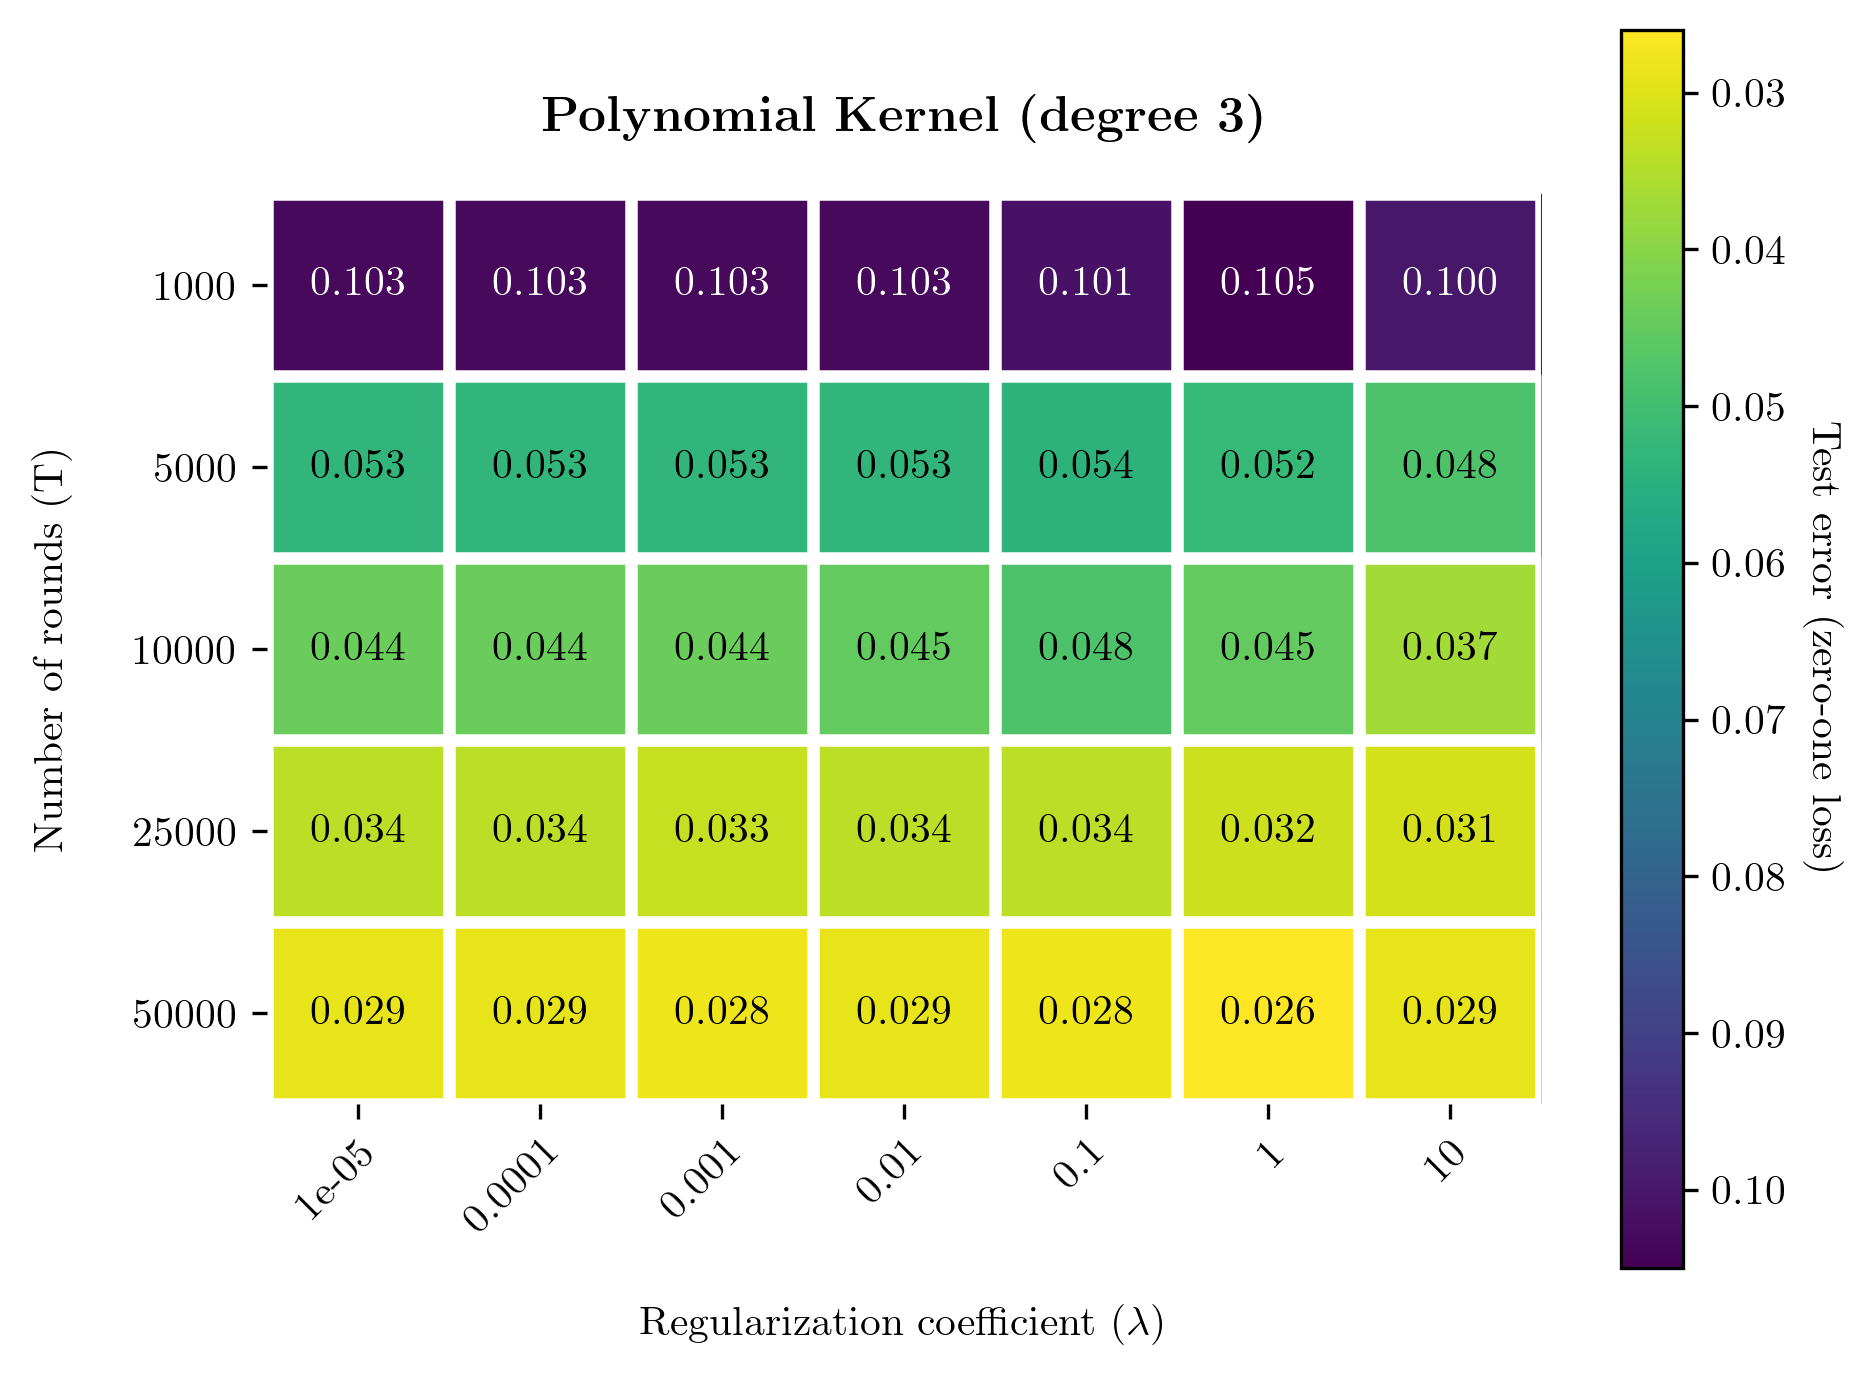 Polynomial Kernel (degree 3)
Number of rounds (T)
1000 0.103 0.103 0.103 0.103 0.101 0.105 0.100
5000 0.053 0.053 0.053 0.053 0.054 0.052 0.048
10000 0.044 0.044 0.044 0.045 0.048 0.045 0.037
25000 0.034 0.034 0.033 0.034 0.034 0.032 0.031
50000 0.029 0.029 0.028 0.029 0.028 0.026 0.029
1e-05 0.0001 0.001 0.01 0.1 1 10
Regularization coefficient (λ)
0.03
0.04
0.05
0.06
0.07
0.08
0.09
0.10
Test error (zero-one loss)